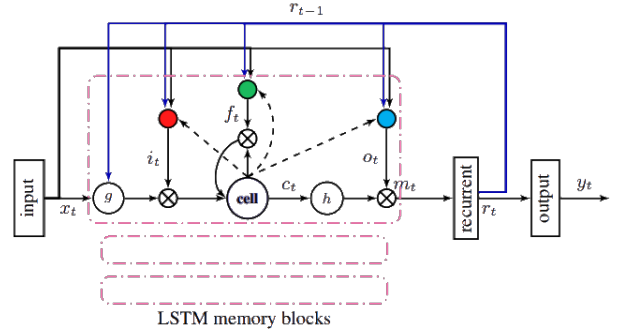 r_{t-1}
f_t
i_t
o_t
input
x_t
g
cell
c_t
h
m_t
recurrent
r_t
output
y_t
LSTM memory blocks